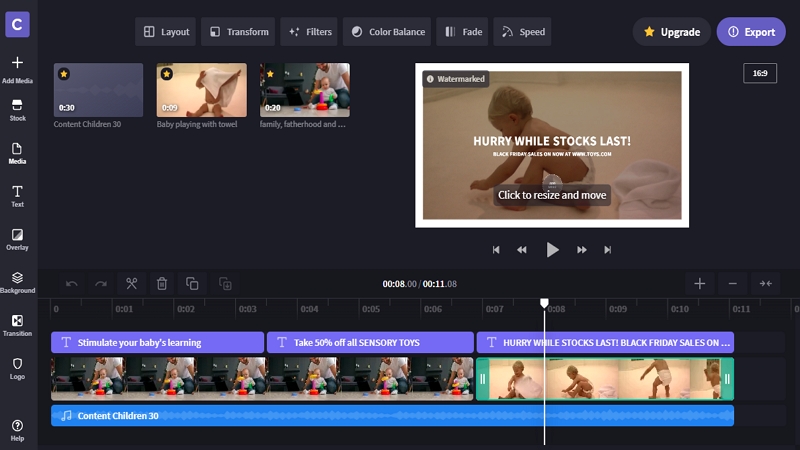 C
Layout
Transform
Filters
Color Balance
Fade
Speed
Upgrade
Export
Add Media
Stock
Media
Text
Overlay
Background
Transition
Logo
Help
0:30
Content Children 30
0:09
Baby playing with towel
0:20
family, fatherhood and ...
Watermarked
16:9
HURRY WHILE STOCKS LAST!
BLACK FRIDAY SALES ON NOW AT WWW.TOYS.COM
Click to resize and move
00:08.00 / 00:11.08
0 0:01 0:02 0:03 0:04 0:05 0:06 0:07 0:08 0:09 0:10 0:11
Stimulate your baby's learning
Take 50% off all SENSORY TOYS
HURRY WHILE STOCKS LAST! BLACK FRIDAY SALES ON ...
Content Children 30